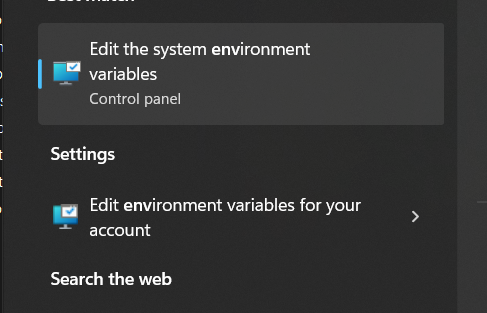 Edit the system environment
variables
Control panel
Settings
Edit environment variables for your
account
Search the web